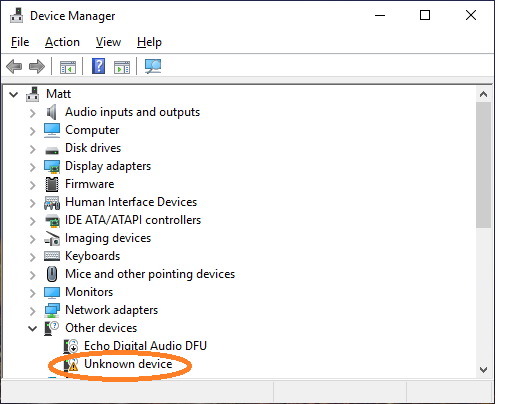 Device Manager
File Action View Help
Matt
Audio inputs and outputs
Computer
Disk drives
Display adapters
Firmware
Human Interface Devices
IDE ATA/ATAPI controllers
Imaging devices
Keyboards
Mice and other pointing devices
Monitors
Network adapters
Other devices
Echo Digital Audio DFU
Unknown device